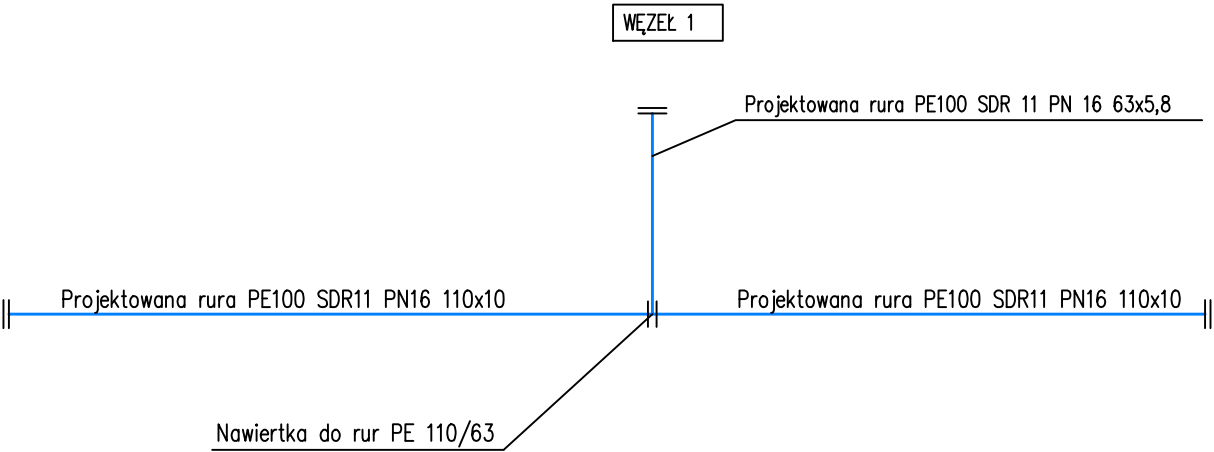 WĘZEŁ 1
Projektowana rura PE100 SDR 11 PN 16 63x5,8
Projektowana rura PE100 SDR11 PN16 110x10
Projektowana rura PE100 SDR11 PN16 110x10
Nawiertka do rur PE 110/63